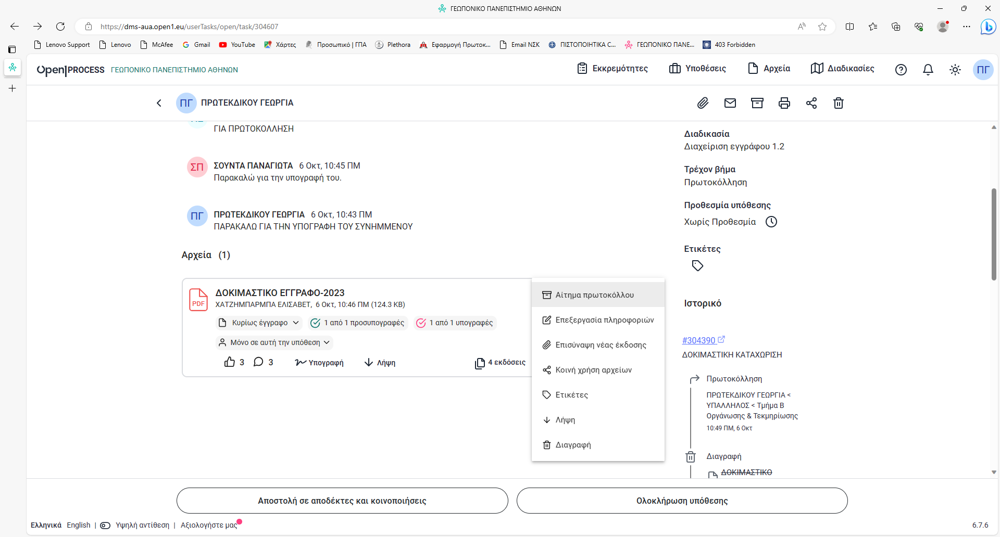 ΓΕΩΠΟΝΙΚΟ ΠΑΝΕΠΙΣΤΗΜΙΟ ΑΘΗΝΩΝ
https://dms-aua.open1.eu/userTasks/open/task/304607
Lenovo Support Lenovo McAfee Gmail YouTube Χάρτες Προσωπικό | ΓΠΑ Plethora Εφαρμογή Πρωτοκ... Email ΝΣΚ ΠΙΣΤΟΠΟΙΗΤΙΚΑ C... ΓΕΩΠΟΝΙΚΟ ΠΑΝΕ... 403 Forbidden
Open|PROCESS ΓΕΩΠΟΝΙΚΟ ΠΑΝΕΠΙΣΤΗΜΙΟ ΑΘΗΝΩΝ Εκκρεμότητες Υποθέσεις Αρχεία Διαδικασίες ΠΓ
ΠΓ ΠΡΩΤΕΚΔΙΚΟΥ ΓΕΩΡΓΙΑ
ΓΙΑ ΠΡΩΤΟΚΟΛΛΗΣΗ
ΣΠ ΣΟΥΝΤΑ ΠΑΝΑΓΙΩΤΑ 6 Οκτ, 10:45 ΠΜ
Παρακαλώ για την υπογραφή του.
ΠΓ ΠΡΩΤΕΚΔΙΚΟΥ ΓΕΩΡΓΙΑ 6 Οκτ, 10:43 ΠΜ
ΠΑΡΑΚΑΛΩ ΓΙΑ ΤΗΝ ΥΠΟΓΡΑΦΗ ΤΟΥ ΣΥΝΗΜΜΕΝΟΥ
Αρχεία (1)
PDF
ΔΟΚΙΜΑΣΤΙΚΟ ΕΓΓΡΑΦΟ-2023
ΧΑΤΖΗΜΠΑΡΜΠΑ ΕΛΙΣΑΒΕΤ, 6 Οκτ, 10:46 ΠΜ (124.3 KB)
Κυρίως έγγραφο 1 από 1 προσυπογραφές 1 από 1 υπογραφές
Μόνο σε αυτή την υπόθεση
3 3 Υπογραφή Λήψη 4 εκδόσεις
Αίτημα πρωτοκόλλου
Επεξεργασία πληροφοριών
Επισύναψη νέας έκδοσης
Κοινή χρήση αρχείων
Ετικέτες
Λήψη
Διαγραφή
Διαδικασία
Διαχείριση εγγράφου 1.2
Τρέχον βήμα
Πρωτοκόλληση
Προθεσμία υπόθεσης
Χωρίς Προθεσμία
Ετικέτες
Ιστορικό
#304390
ΔΟΚΙΜΑΣΤΙΚΗ ΚΑΤΑΧΩΡΙΣΗ
Πρωτοκόλληση
ΠΡΩΤΕΚΔΙΚΟΥ ΓΕΩΡΓΙΑ <
ΥΠΑΛΛΗΛΟΣ < Τμήμα Β
Οργάνωσης & Τεκμηρίωσης
10:49 ΠΜ, 6 Οκτ
Διαγραφή
ΔΟΚΙΜΑΣΤΙΚΟ
Αποστολή σε αποδέκτες και κοινοποιήσεις Ολοκλήρωση υπόθεσης
Ελληνικά English | Υψηλή αντίθεση | Αξιολογήστε μας 6.7.6